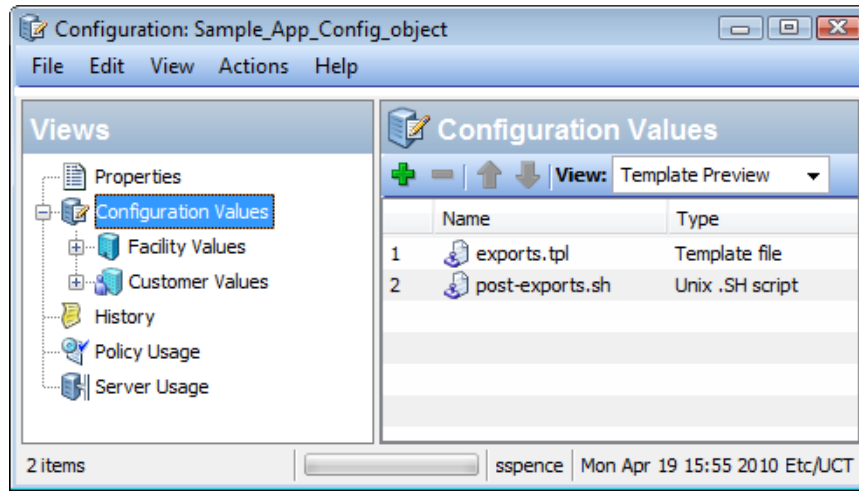 Configuration: Sample_App_Config_object
File Edit View Actions Help
Views
Properties
Configuration Values
Facility Values
Customer Values
History
Policy Usage
Server Usage
Configuration Values
View: Template Preview
Name Type
1 exports.tpl Template file
2 post-exports.sh Unix .SH script
2 items sspence Mon Apr 19 15:55 2010 Etc/UCT